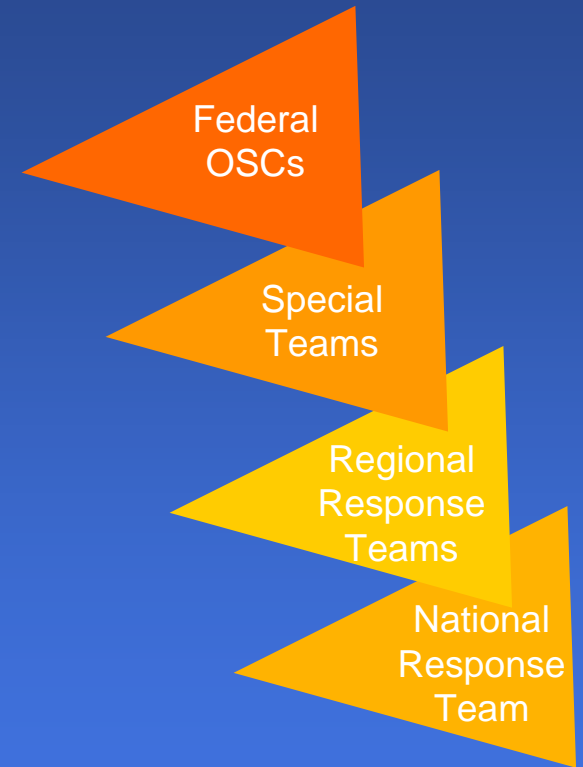 Federal
OSCs
Special
Teams
Regional
Response
Teams
National
Response
Team